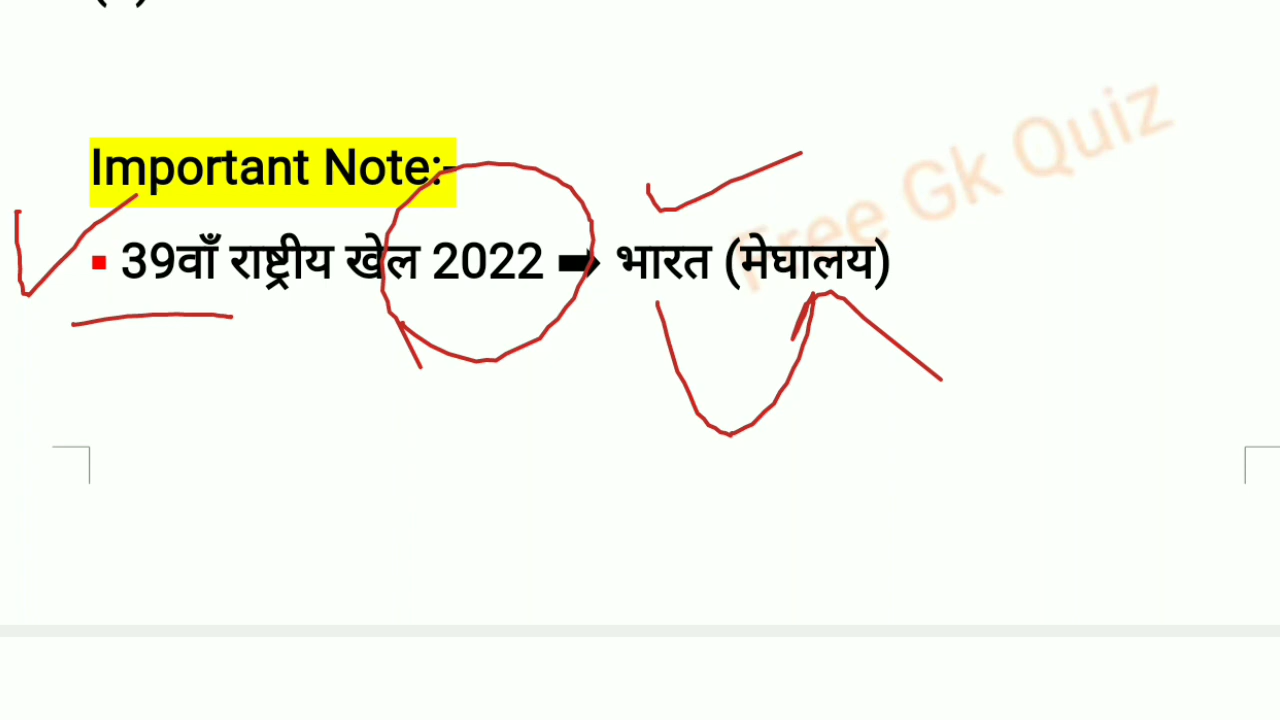 Important Note:-
▪ 39वाँ राष्ट्रीय खेल 2022 ➡ भारत (मेघालय)
Free Gk Quiz